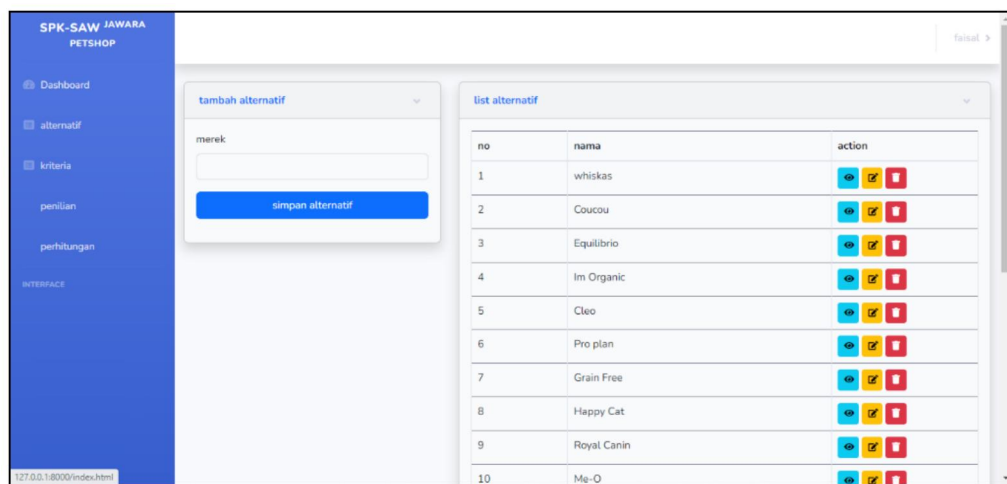 SPK-SAW JAWARA
PETSHOP
faisal >
Dashboard
alternatif
kriteria
penilian
perhitungan
INTERFACE
tambah alternatif
merek
simpan alternatif
list alternatif
no nama action
1 whiskas
2 Coucou
3 Equilibrio
4 Im Organic
5 Cleo
6 Pro plan
7 Grain Free
8 Happy Cat
9 Royal Canin
10 Me-O
127.0.0.1:8000/index.html